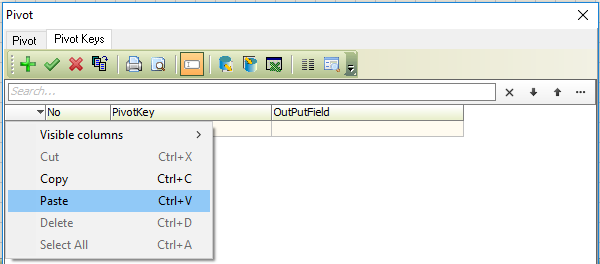 Pivot
Pivot Pivot Keys
Search...
No PivotKey OutPutField
Visible columns
Cut Ctrl+X
Copy Ctrl+C
Paste Ctrl+V
Delete Ctrl+D
Select All Ctrl+A